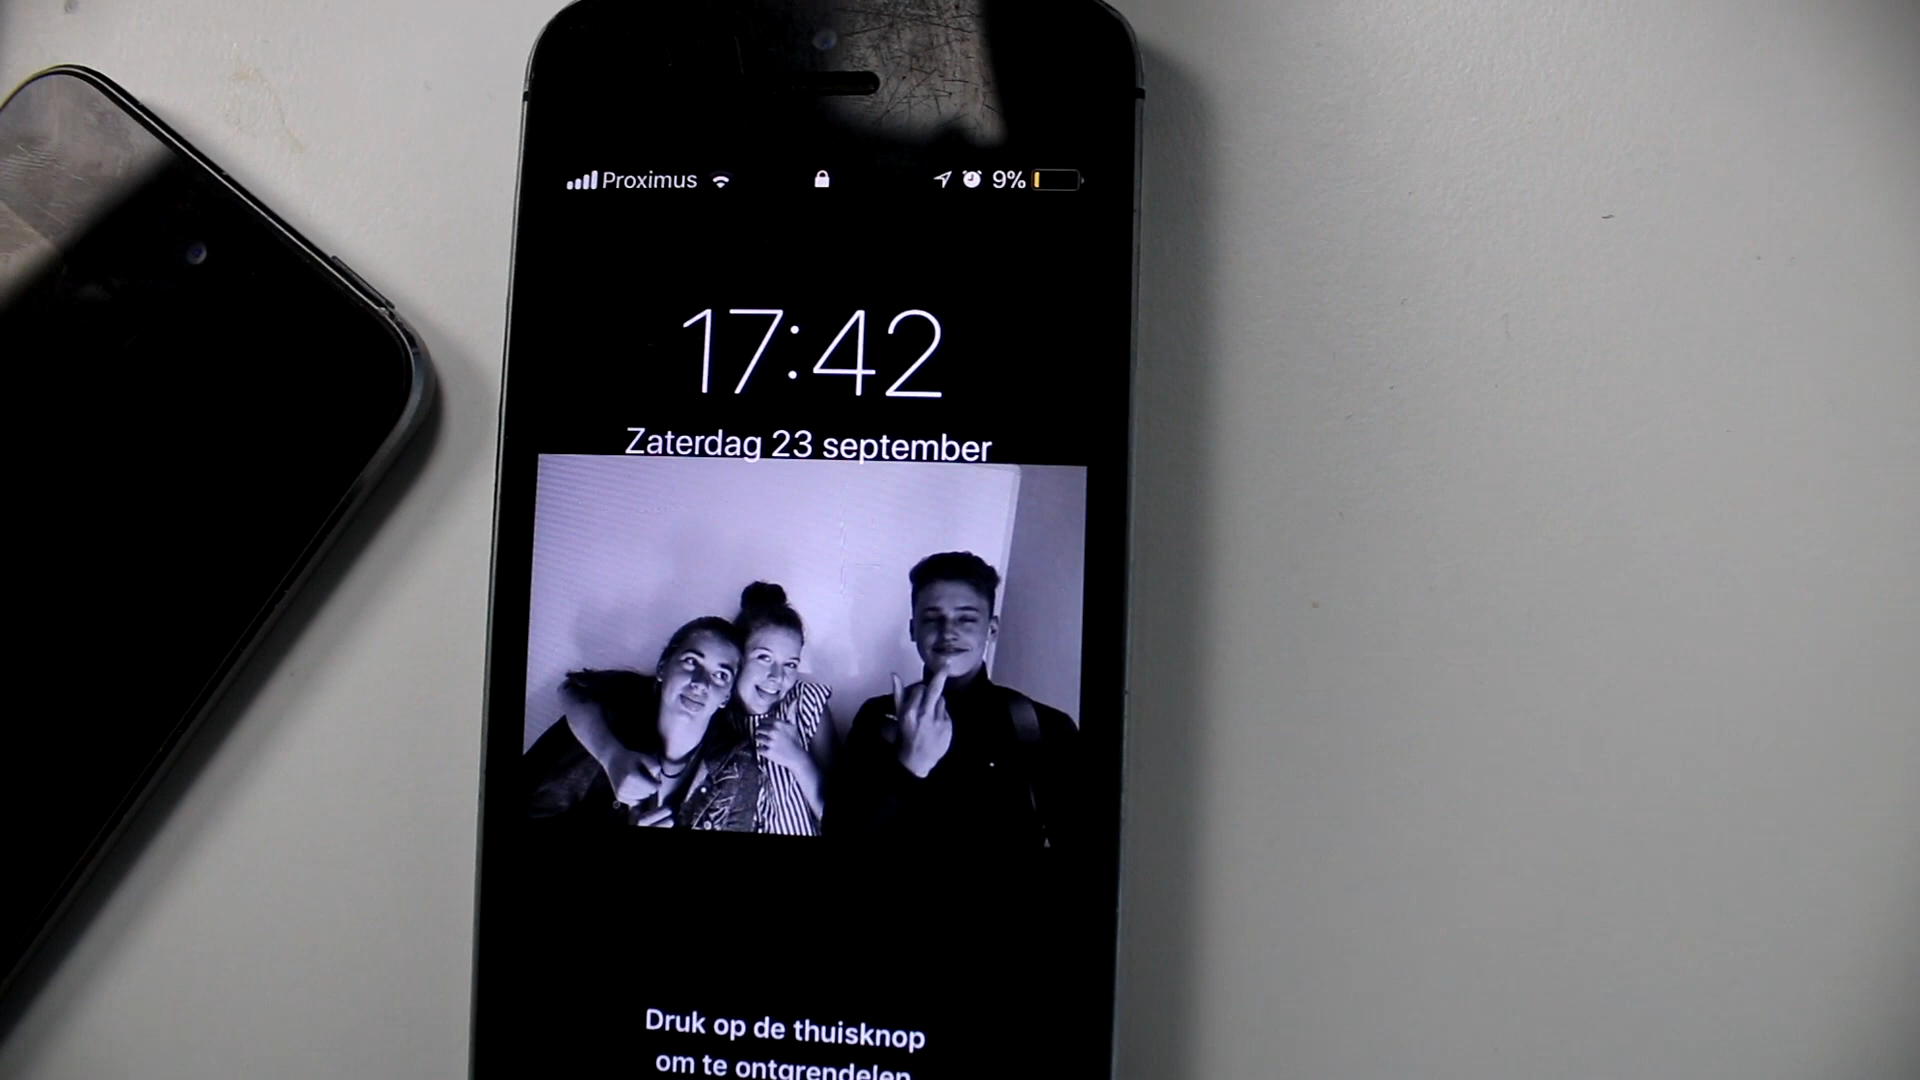 Proximus 9%
17:42
Zaterdag 23 september
Druk op de thuisknop
om te ontgrendelen